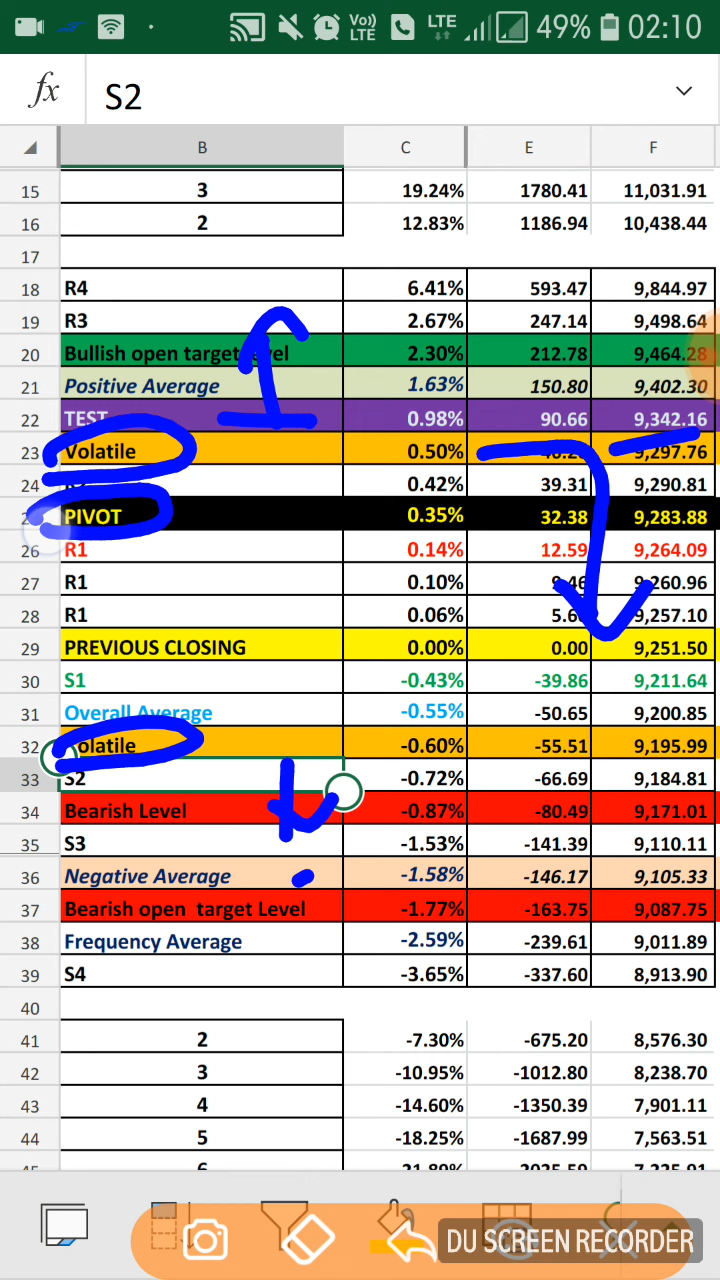 Vo)) LTE LTE 49% 02:10
fx S2
B C E F
15 3 19.24% 1780.41 11,031.91
16 2 12.83% 1186.94 10,438.44
17
18 R4 6.41% 593.47 9,844.97
19 R3 2.67% 247.14 9,498.64
20 Bullish open target level 2.30% 212.78 9,464.28
21 Positive Average 1.63% 150.80 9,402.30
22 TEST 0.98% 90.66 9,342.16
23 Volatile 0.50% 9,297.76
24 0.42% 39.31 9,290.81
PIVOT 0.35% 32.38 9,283.88
26 R1 0.14% 12.59 9,264.09
27 R1 0.10% 9.46 9,260.96
28 R1 0.06% 9,257.10
29 PREVIOUS CLOSING 0.00% 0.00 9,251.50
30 S1 -0.43% -39.86 9,211.64
31 Overall Average -0.55% -50.65 9,200.85
32 Volatile -0.60% -55.51 9,195.99
33 S2 -0.72% -66.69 9,184.81
34 Bearish Level -0.87% -80.49 9,171.01
35 S3 -1.53% -141.39 9,110.11
36 Negative Average -1.58% -146.17 9,105.33
37 Bearish open target Level -1.77% -163.75 9,087.75
38 Frequency Average -2.59% -239.61 9,011.89
39 S4 -3.65% -337.60 8,913.90
40
41 2 -7.30% -675.20 8,576.30
42 3 -10.95% -1012.80 8,238.70
43 4 -14.60% -1350.39 7,901.11
44 5 -18.25% -1687.99 7,563.51
DU SCREEN RECORDER